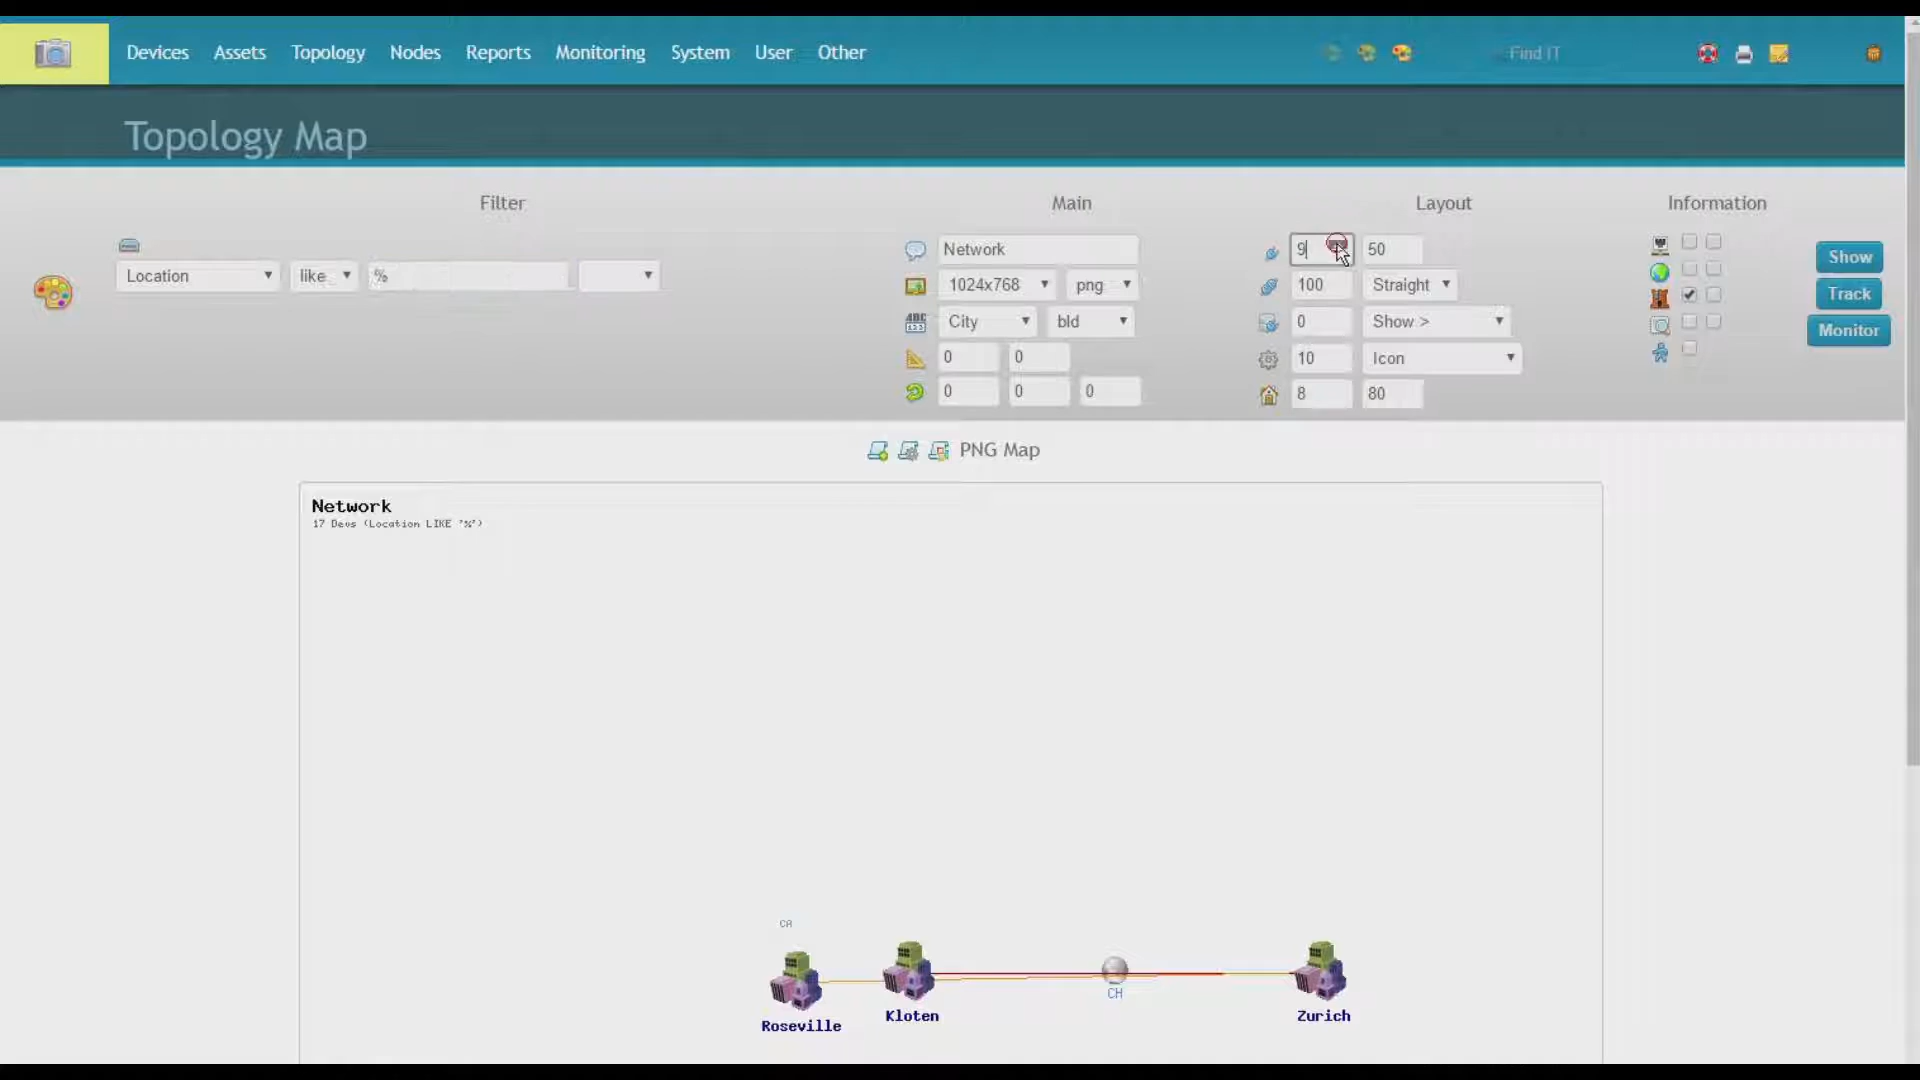 Devices Assets Topology Nodes Reports Monitoring System User Other Find IT
Topology Map
Filter Main Layout Information
Location like %
Network
1024x768 png
City bld
0 0
0 0 0
9 50
100 Straight
0 Show >
10 Icon
8 80
Show
Track
Monitor
PNG Map
Network
17 Devs (Location LIKE '%')
CA
CH
Roseville Kloten Zurich